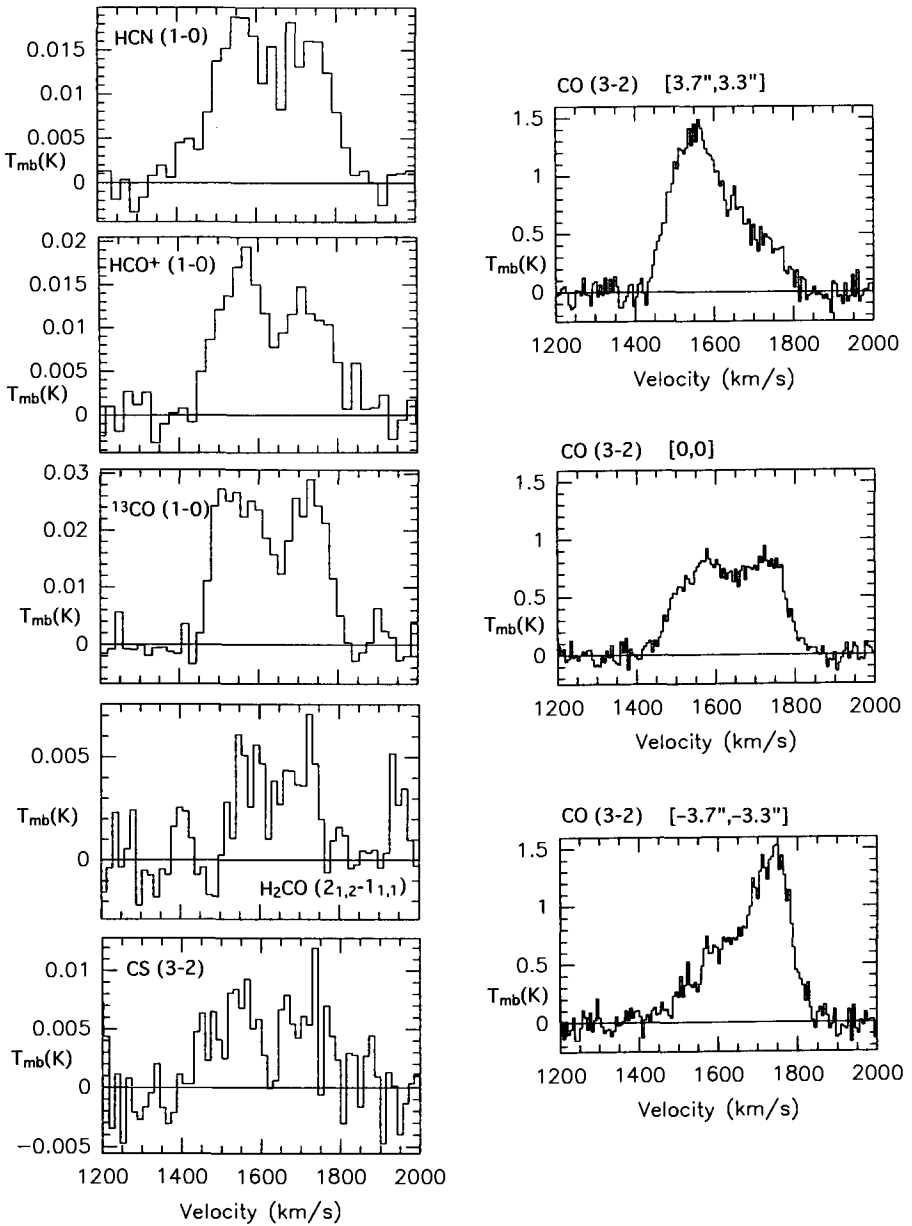 HCN (1-0)
0.015
0.01
0.005
T_mb(K)
0
0.02
HCO+ (1-0)
0.015
0.01
0.005
T_mb(K)
0
0.03
¹³CO (1-0)
0.02
0.01
T_mb(K)
0
0.005
T_mb(K)
0
H₂CO (2₁,₂-1₁,₁)
0.01
CS (3-2)
0.005
T_mb(K)
0
−0.005
1200 1400 1600 1800 2000
Velocity (km/s)
CO (3-2) [3.7",3.3"]
1.5
1
0.5
T_mb(K)
0
1200 1400 1600 1800 2000
Velocity (km/s)
CO (3-2) [0,0]
1.5
1
0.5
T_mb(K)
0
1200 1400 1600 1800 2000
Velocity (km/s)
CO (3-2) [-3.7",-3.3"]
1.5
1
0.5
T_mb(K)
0
1200 1400 1600 1800 2000
Velocity (km/s)